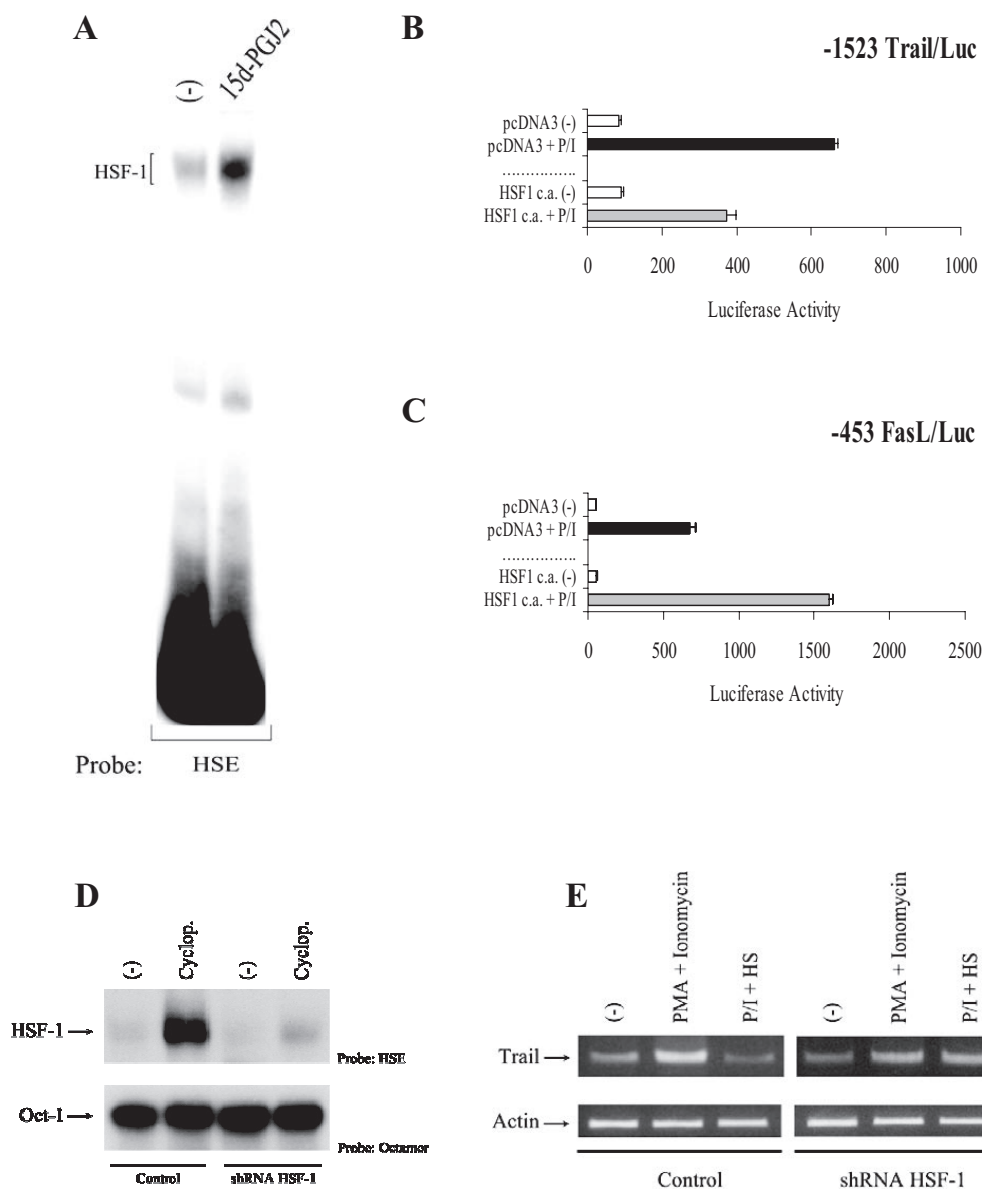 A
(-)
15d-PGJ2
HSF-1
Probe:
HSE
B
-1523 Trail/Luc
pcDNA3 (-)
pcDNA3 + P/I
................
HSF1 c.a. (-)
HSF1 c.a. + P/I
0 200 400 600 800 1000
Luciferase Activity
C
-453 FasL/Luc
pcDNA3 (-)
pcDNA3 + P/I
................
HSF1 c.a. (-)
HSF1 c.a. + P/I
0 500 1000 1500 2000 2500
Luciferase Activity
D
(-)
Cyclop.
(-)
Cyclop.
HSF-1
Probe: HSE
Oct-1
Probe: Octamer
Control
shRNA HSF-1
E
(-)
PMA + Ionomycin
P/I + HS
(-)
PMA + Ionomycin
P/I + HS
Trail
Actin
Control
shRNA HSF-1